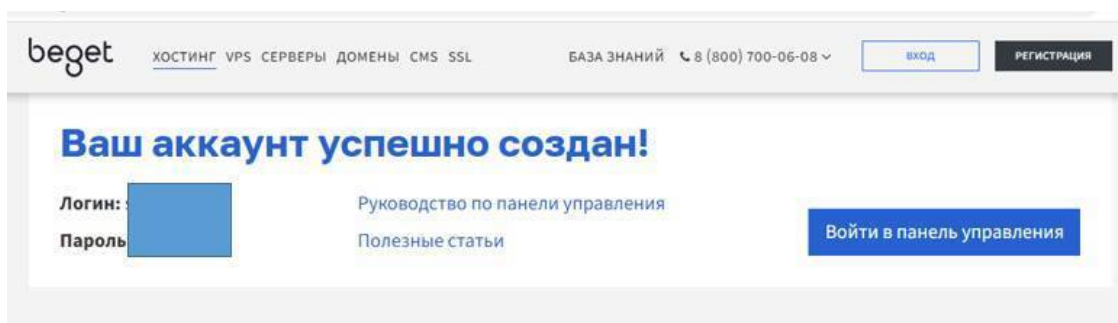 beget ХОСТИНГ VPS СЕРВЕРЫ ДОМЕНЫ CMS SSL БАЗА ЗНАНИЙ 8 (800) 700-06-08 ВХОД РЕГИСТРАЦИЯ
Ваш аккаунт успешно создан!
Логин: Руководство по панели управления
Пароль Полезные статьи
Войти в панель управления